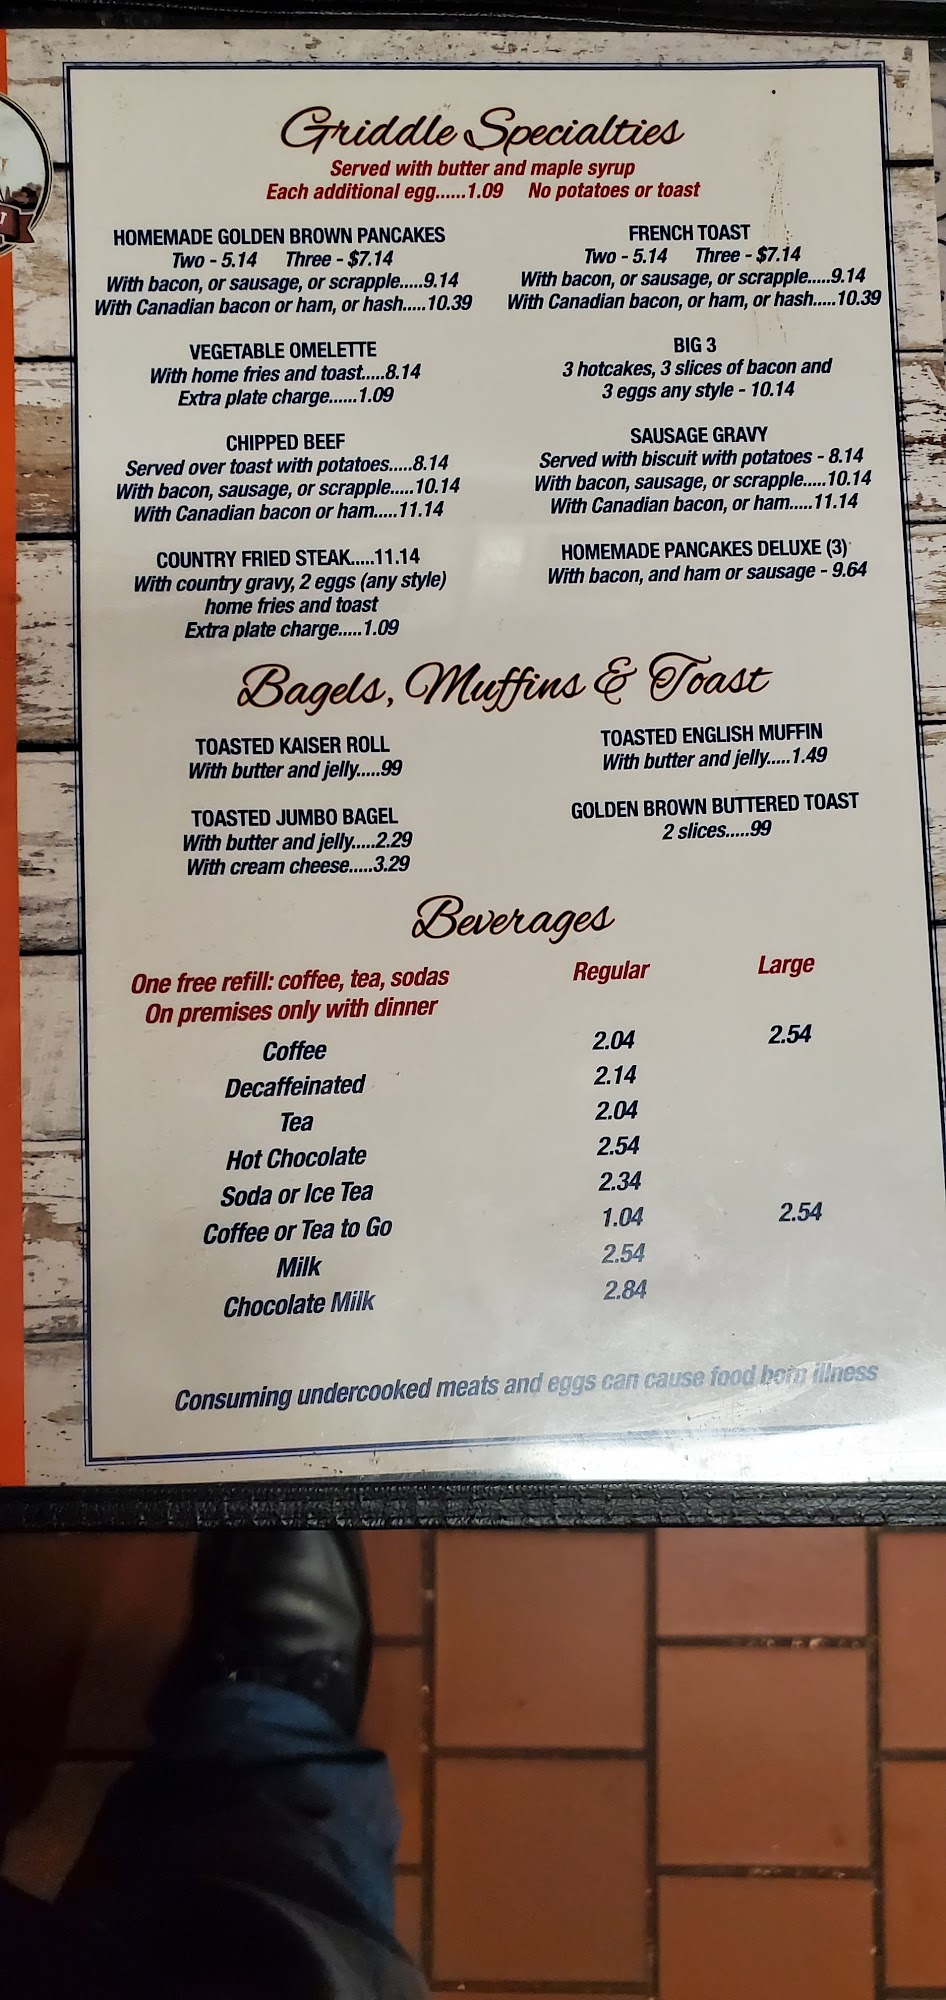 Griddle Specialties
Served with butter and maple syrup
Each additional egg......1.09 No potatoes or toast
HOMEMADE GOLDEN BROWN PANCAKES
Two - 5.14 Three - $7.14
With bacon, or sausage, or scrapple.....9.14
With Canadian bacon or ham, or hash.....10.39
FRENCH TOAST
Two - 5.14 Three - $7.14
With bacon, or sausage, or scrapple.....9.14
With Canadian bacon, or ham, or hash.....10.39
VEGETABLE OMELETTE
With home fries and toast.....8.14
Extra plate charge......1.09
BIG 3
3 hotcakes, 3 slices of bacon and
3 eggs any style - 10.14
CHIPPED BEEF
Served over toast with potatoes.....8.14
With bacon, sausage, or scrapple.....10.14
With Canadian bacon or ham.....11.14
SAUSAGE GRAVY
Served with biscuit with potatoes - 8.14
With bacon, sausage, or scrapple.....10.14
With Canadian bacon, or ham.....11.14
COUNTRY FRIED STEAK.....11.14
With country gravy, 2 eggs (any style)
home fries and toast
Extra plate charge.....1.09
HOMEMADE PANCAKES DELUXE (3)
With bacon, and ham or sausage - 9.64
Bagels, Muffins & Toast
TOASTED KAISER ROLL
With butter and jelly.....99
TOASTED ENGLISH MUFFIN
With butter and jelly.....1.49
TOASTED JUMBO BAGEL
With butter and jelly.....2.29
With cream cheese.....3.29
GOLDEN BROWN BUTTERED TOAST
2 slices.....99
Beverages
One free refill: coffee, tea, sodas Regular Large
On premises only with dinner
Coffee 2.04 2.54
Decaffeinated 2.14
Tea 2.04
Hot Chocolate 2.54
Soda or Ice Tea 2.34
Coffee or Tea to Go 1.04 2.54
Milk 2.54
Chocolate Milk 2.84
Consuming undercooked meats and eggs can cause food born illness